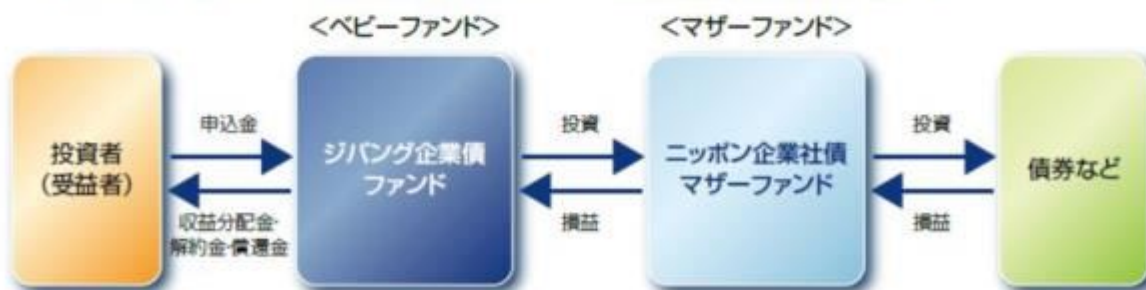 <ベビーファンド>
<マザーファンド>
投資者
(受益者)
申込金
収益分配金・
解約金・償還金
ジパング企業債
ファンド
投資
損益
ニッポン企業社債
マザーファンド
投資
損益
債券など